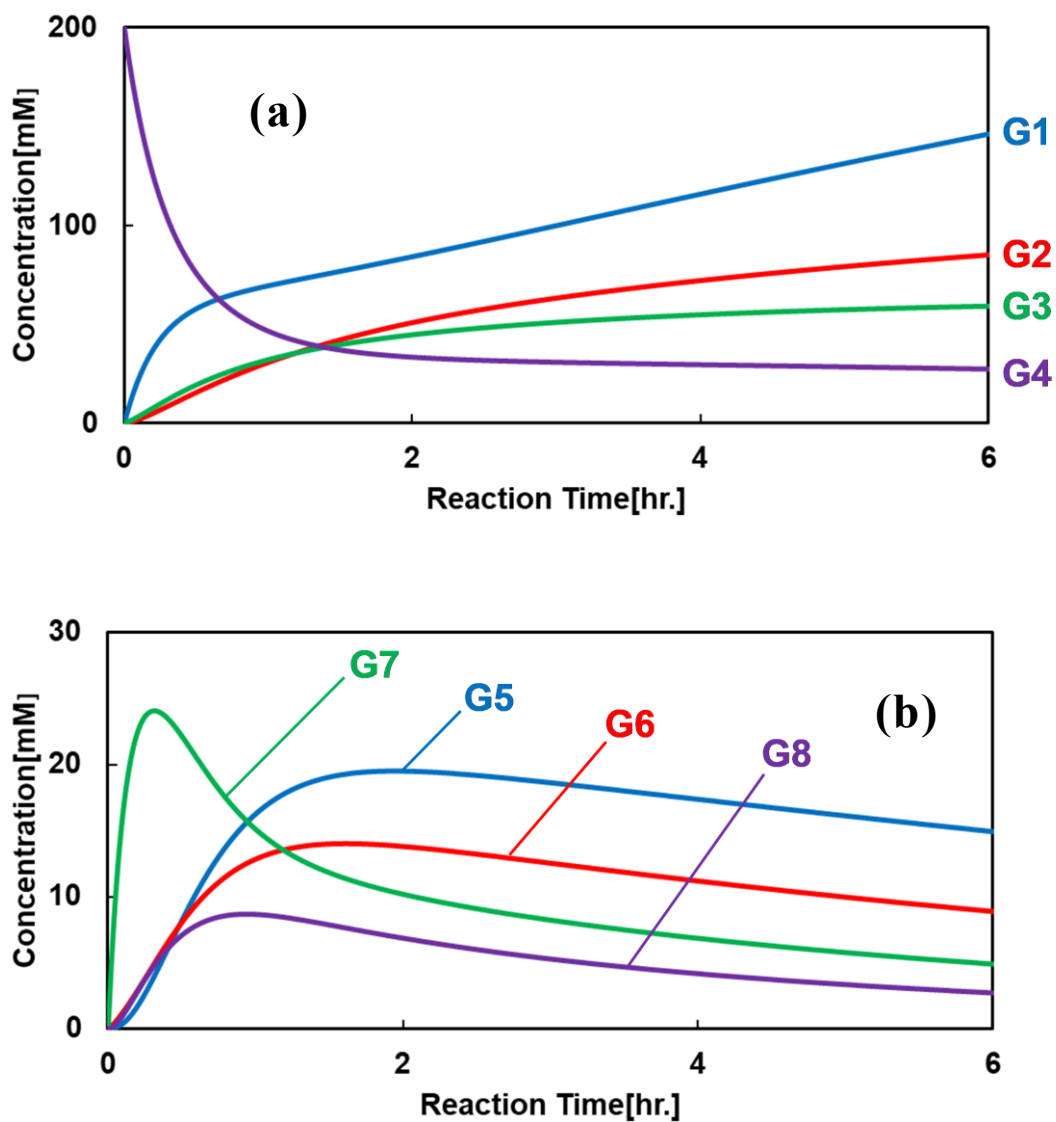 200
(a)
G1
Concentration[mM]
100
G2
G3
G4
0
0 2 4 6
Reaction Time[hr.]
30
G7
G5
(b)
G6
G8
20
Concentration[mM]
10
0
0 2 4 6
Reaction Time[hr.]